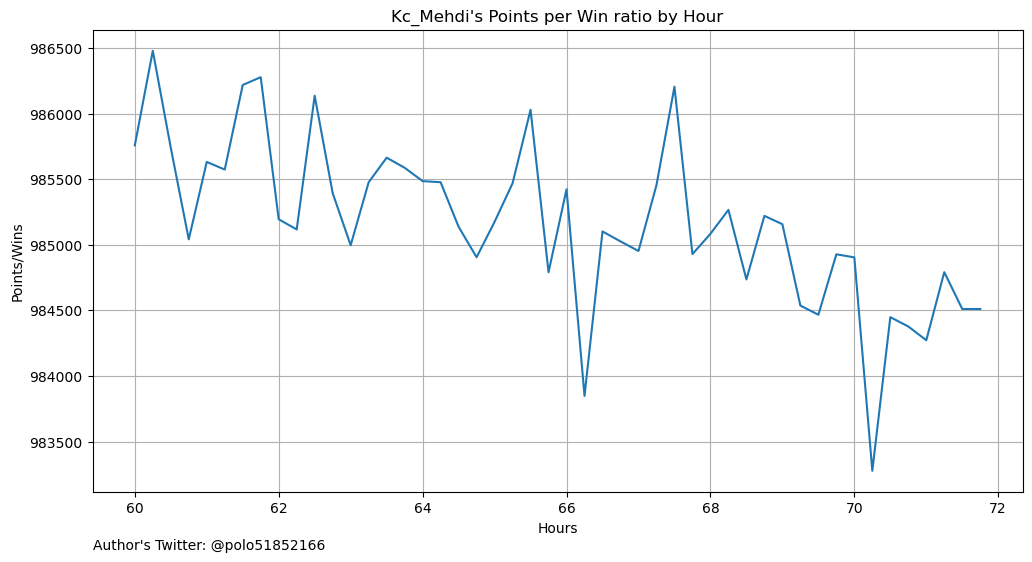 Kc_Mehdi's Points per Win ratio by Hour
986500
986000
985500
985000
984500
984000
983500
Points/Wins
60 62 64 66 68 70 72
Hours
Author's Twitter: @polo51852166